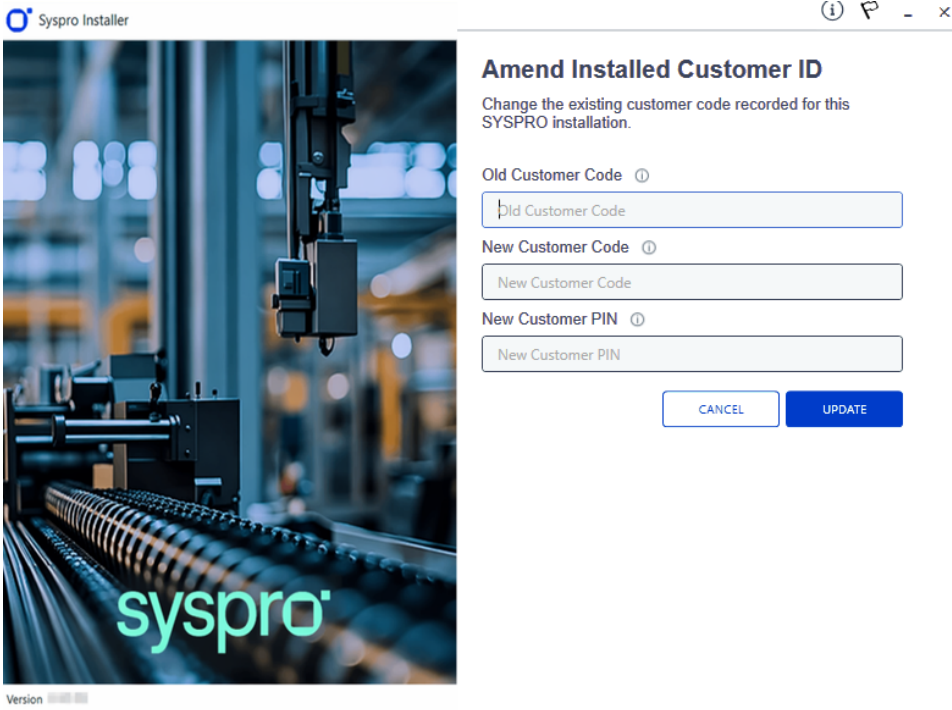 Syspro Installer
Amend Installed Customer ID
Change the existing customer code recorded for this
SYSPRO installation.
Old Customer Code
Old Customer Code
New Customer Code
New Customer Code
New Customer PIN
New Customer PIN
CANCEL
UPDATE
syspro
Version